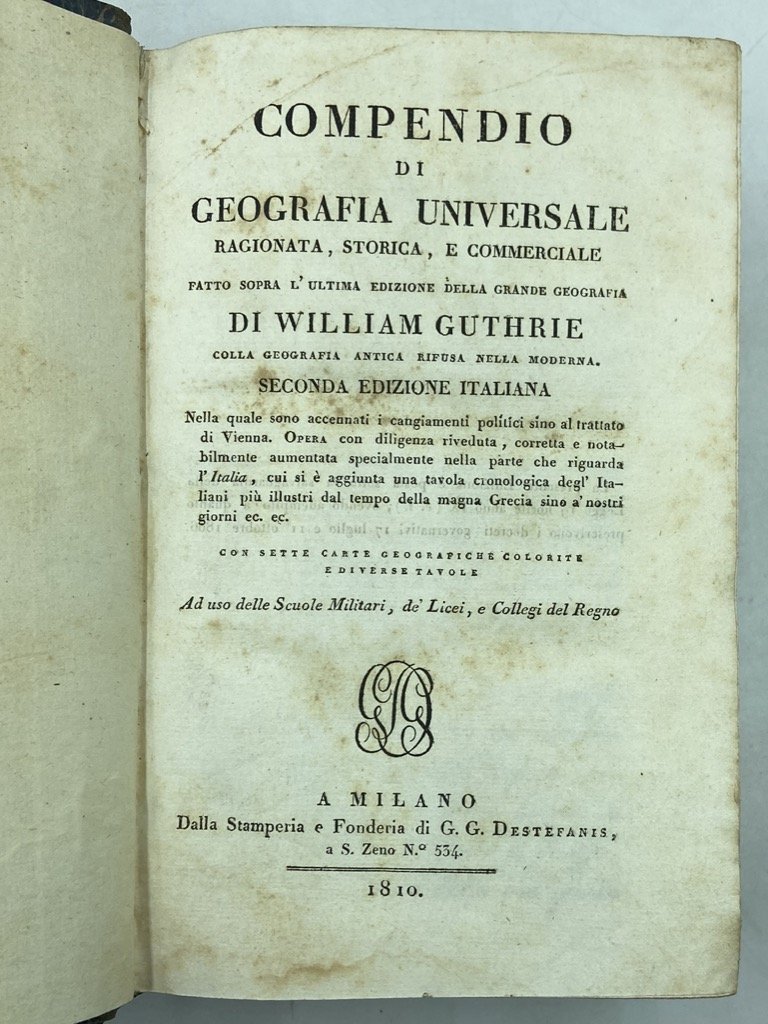 COMPENDIO
DI
GEOGRAFIA UNIVERSALE
RAGIONATA, STORICA, E COMMERCIALE
FATTO SOPRA L'ULTIMA EDIZIONE DELLA GRANDE GEOGRAFIA
DI WILLIAM GUTHRIE
COLLA GEOGRAFIA ANTICA RIFUSA NELLA MODERNA.
SECONDA EDIZIONE ITALIANA
Nella quale sono accennati i cangiamenti politici sino al trattato
di Vienna. OPERA con diligenza riveduta, corretta e nota-
bilmente aumentata specialmente nella parte che riguarda
l'Italia, cui si è aggiunta una tavola cronologica degl' Ita-
liani più illustri dal tempo della magna Grecia sino a' nostri
giorni ec. ec.
CON SETTE CARTE GEOGRAFICHE COLORITE
E DIVERSE TAVOLE
Ad uso delle Scuole Militari, de' Licei, e Collegi del Regno
A MILANO
Dalla Stamperia e Fonderia di G. G. DESTEFANIS,
a S. Zeno N.º 534.
1810.